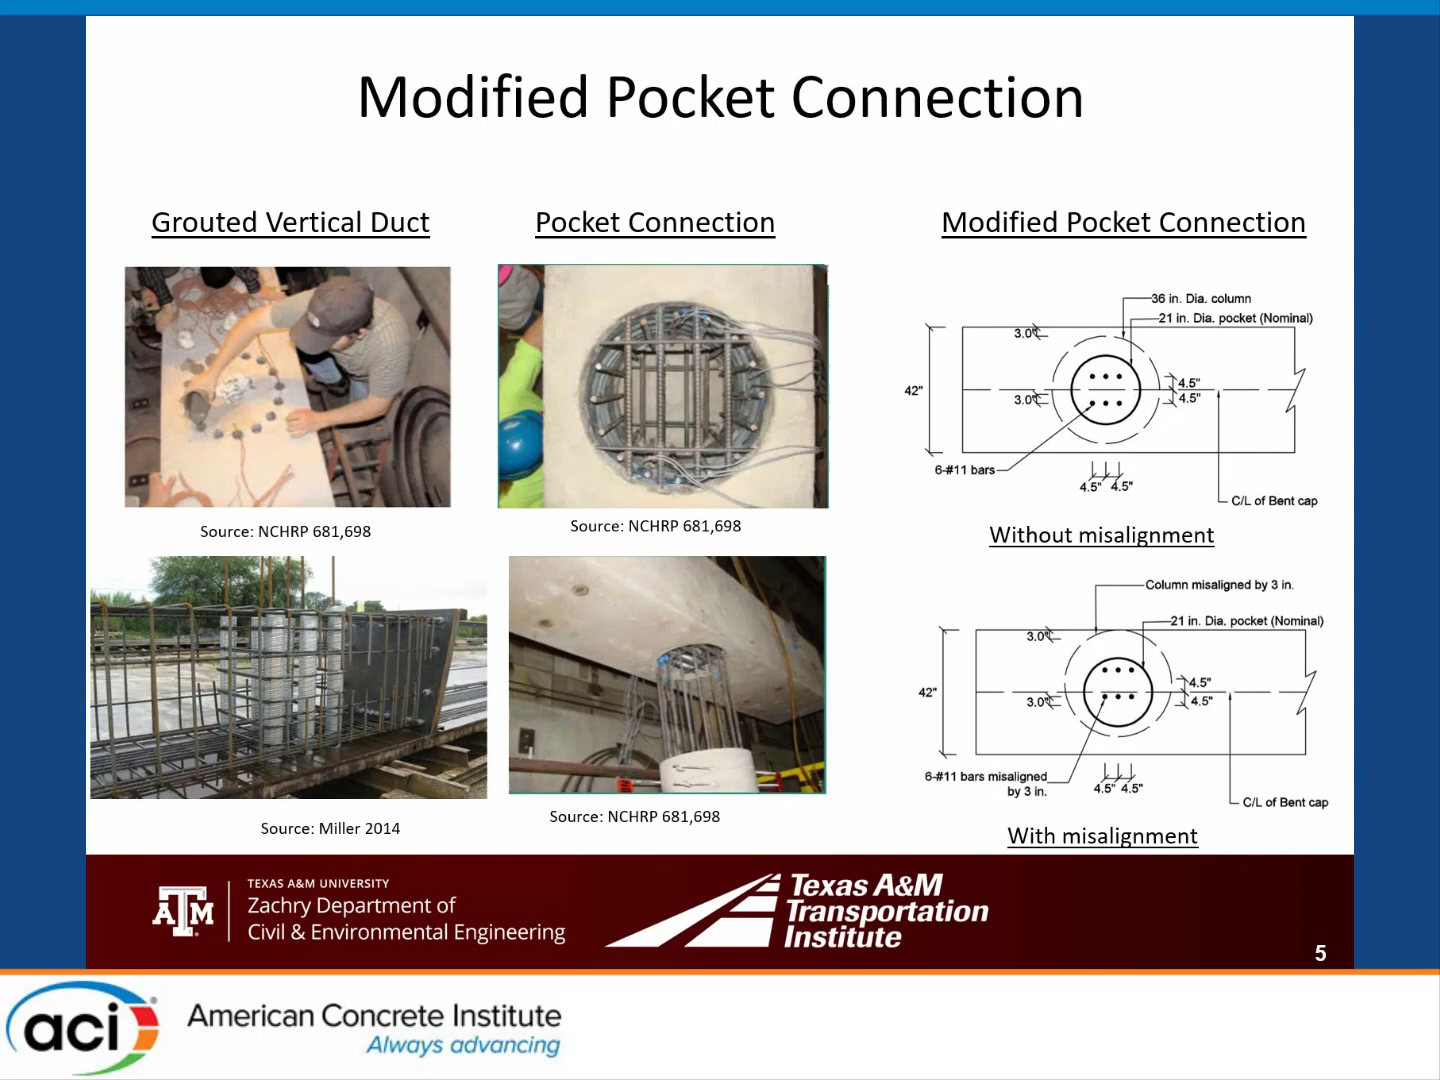 Modified Pocket Connection
Grouted Vertical Duct
Source: NCHRP 681,698
Source: Miller 2014
Pocket Connection
Source: NCHRP 681,698
Source: NCHRP 681,698
Modified Pocket Connection
36 in. Dia. column
21 in. Dia. pocket (Nominal)
3.0"
42"
3.0"
4.5"
4.5"
6-#11 bars
4.5" 4.5"
C/L of Bent cap
Without misalignment
Column misaligned by 3 in.
21 in. Dia. pocket (Nominal)
3.0"
42"
3.0"
4.5"
4.5"
6-#11 bars misaligned
by 3 in.
4.5" 4.5"
C/L of Bent cap
With misalignment
ATM
TEXAS A&M UNIVERSITY
Zachry Department of
Civil & Environmental Engineering
Texas A&M
Transportation
Institute
5
aci
American Concrete Institute
Always advancing